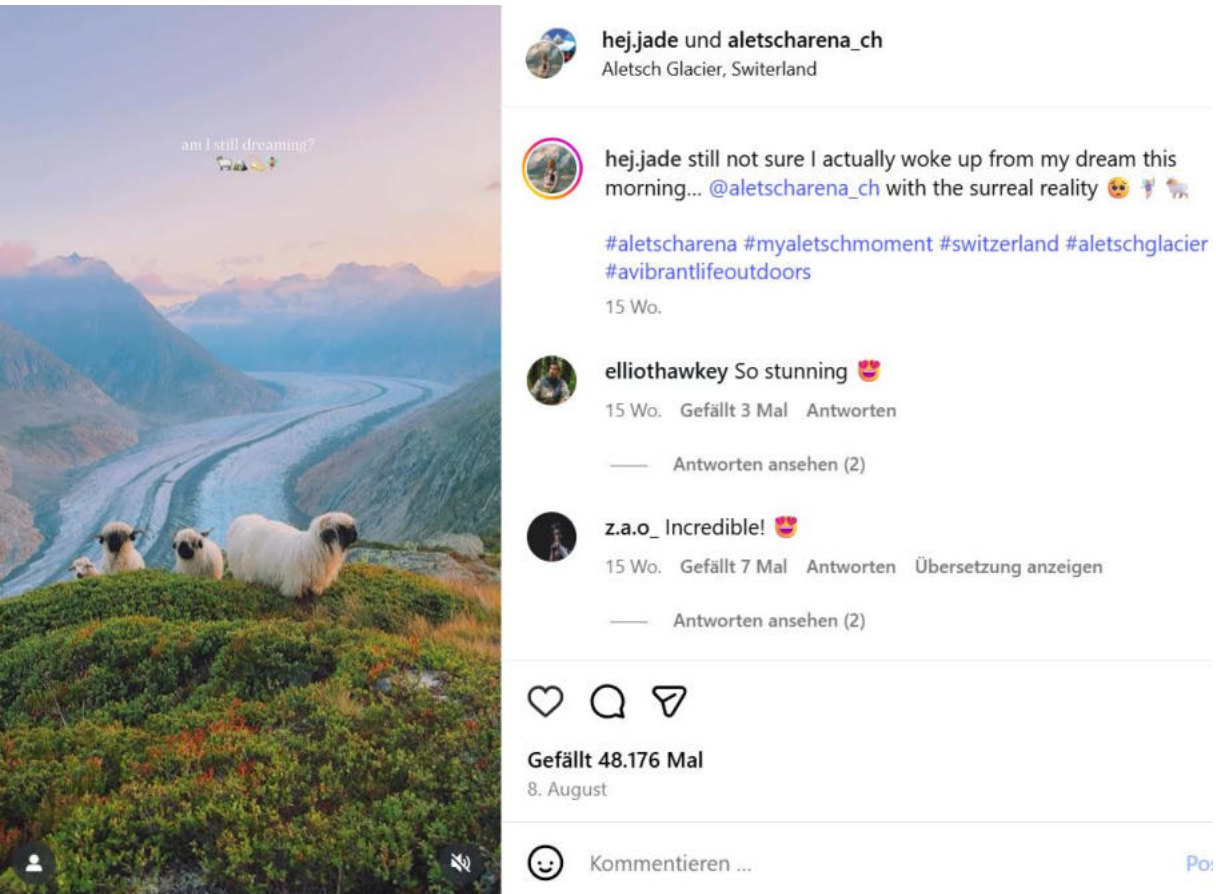 am I still dreaming?
hej.jade und aletscharena_ch
Aletsch Glacier, Switerland
hej.jade still not sure I actually woke up from my dream this
morning... @aletscharena_ch with the surreal reality 🥺 🧚‍♀️ 🐑
#aletscharena #myaletschmoment #switzerland #aletschglacier
#avibrantlifeoutdoors
15 Wo.
elliothawkey So stunning 😍
15 Wo. Gefällt 3 Mal Antworten
Antworten ansehen (2)
z.a.o_ Incredible! 😍
15 Wo. Gefällt 7 Mal Antworten Übersetzung anzeigen
Antworten ansehen (2)
Gefällt 48.176 Mal
8. August
Kommentieren ...